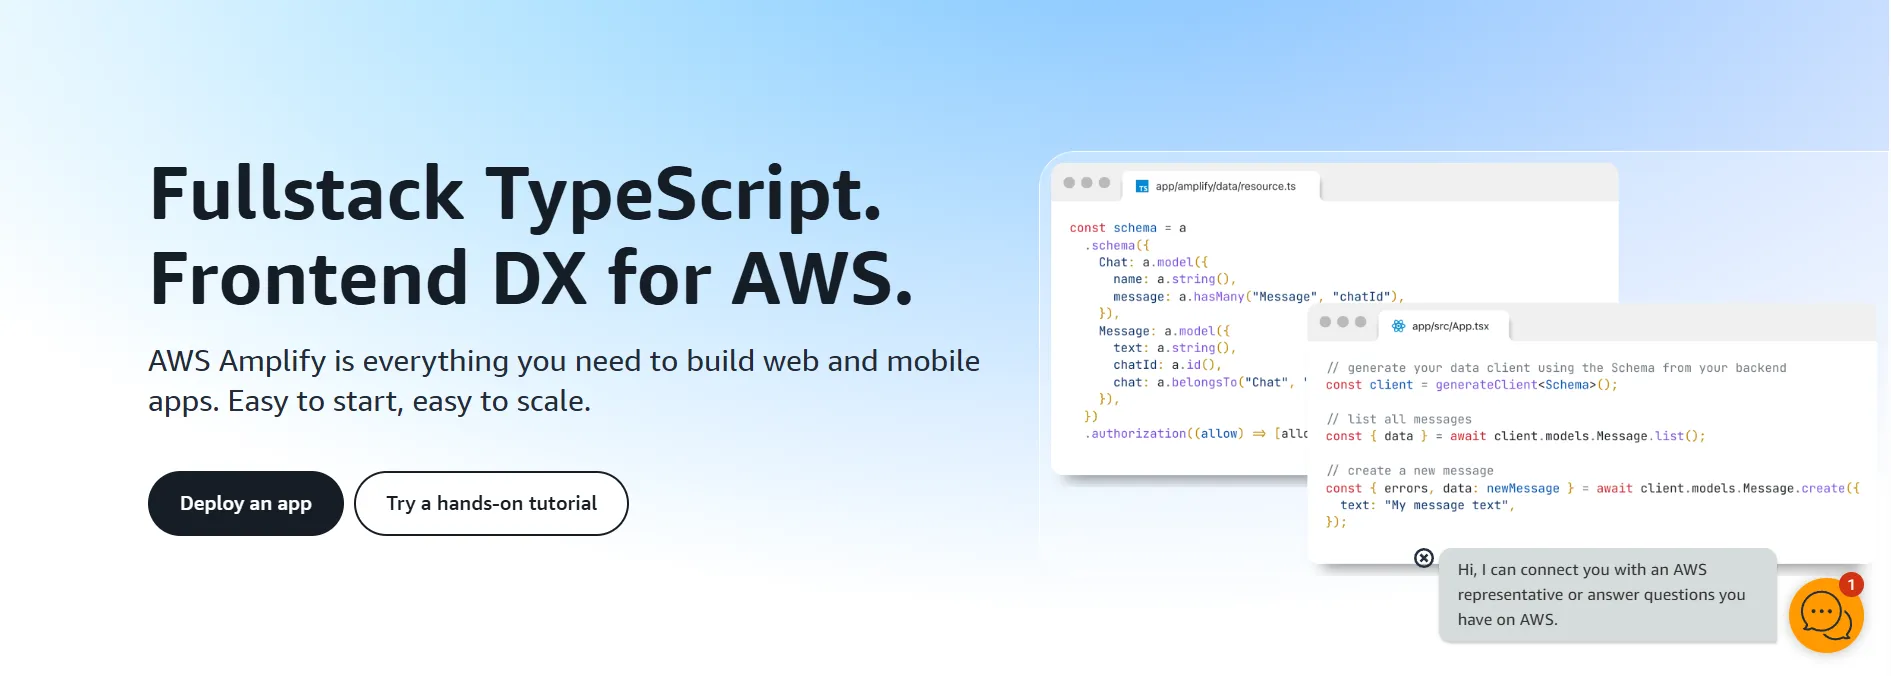 Fullstack TypeScript.
Frontend DX for AWS.
AWS Amplify is everything you need to build web and mobile
apps. Easy to start, easy to scale.
Deploy an app
Try a hands-on tutorial
TS
app/amplify/data/resource.ts
const schema = a
.schema({
Chat: a.model({
name: a.string(),
message: a.hasMany("Message", "chatId"),
}),
Message: a.model({
text: a.string(),
chatId: a.id(),
chat: a.belongsTo("Chat", "
}),
})
.authorization((allow) => [allo
app/src/App.tsx
// generate your data client using the Schema from your backend
const client = generateClient<Schema>();
// list all messages
const { data } = await client.models.Message.list();
// create a new message
const { errors, data: newMessage } = await client.models.Message.create({
text: "My message text",
});
Hi, I can connect you with an AWS
representative or answer questions you
have on AWS.
1